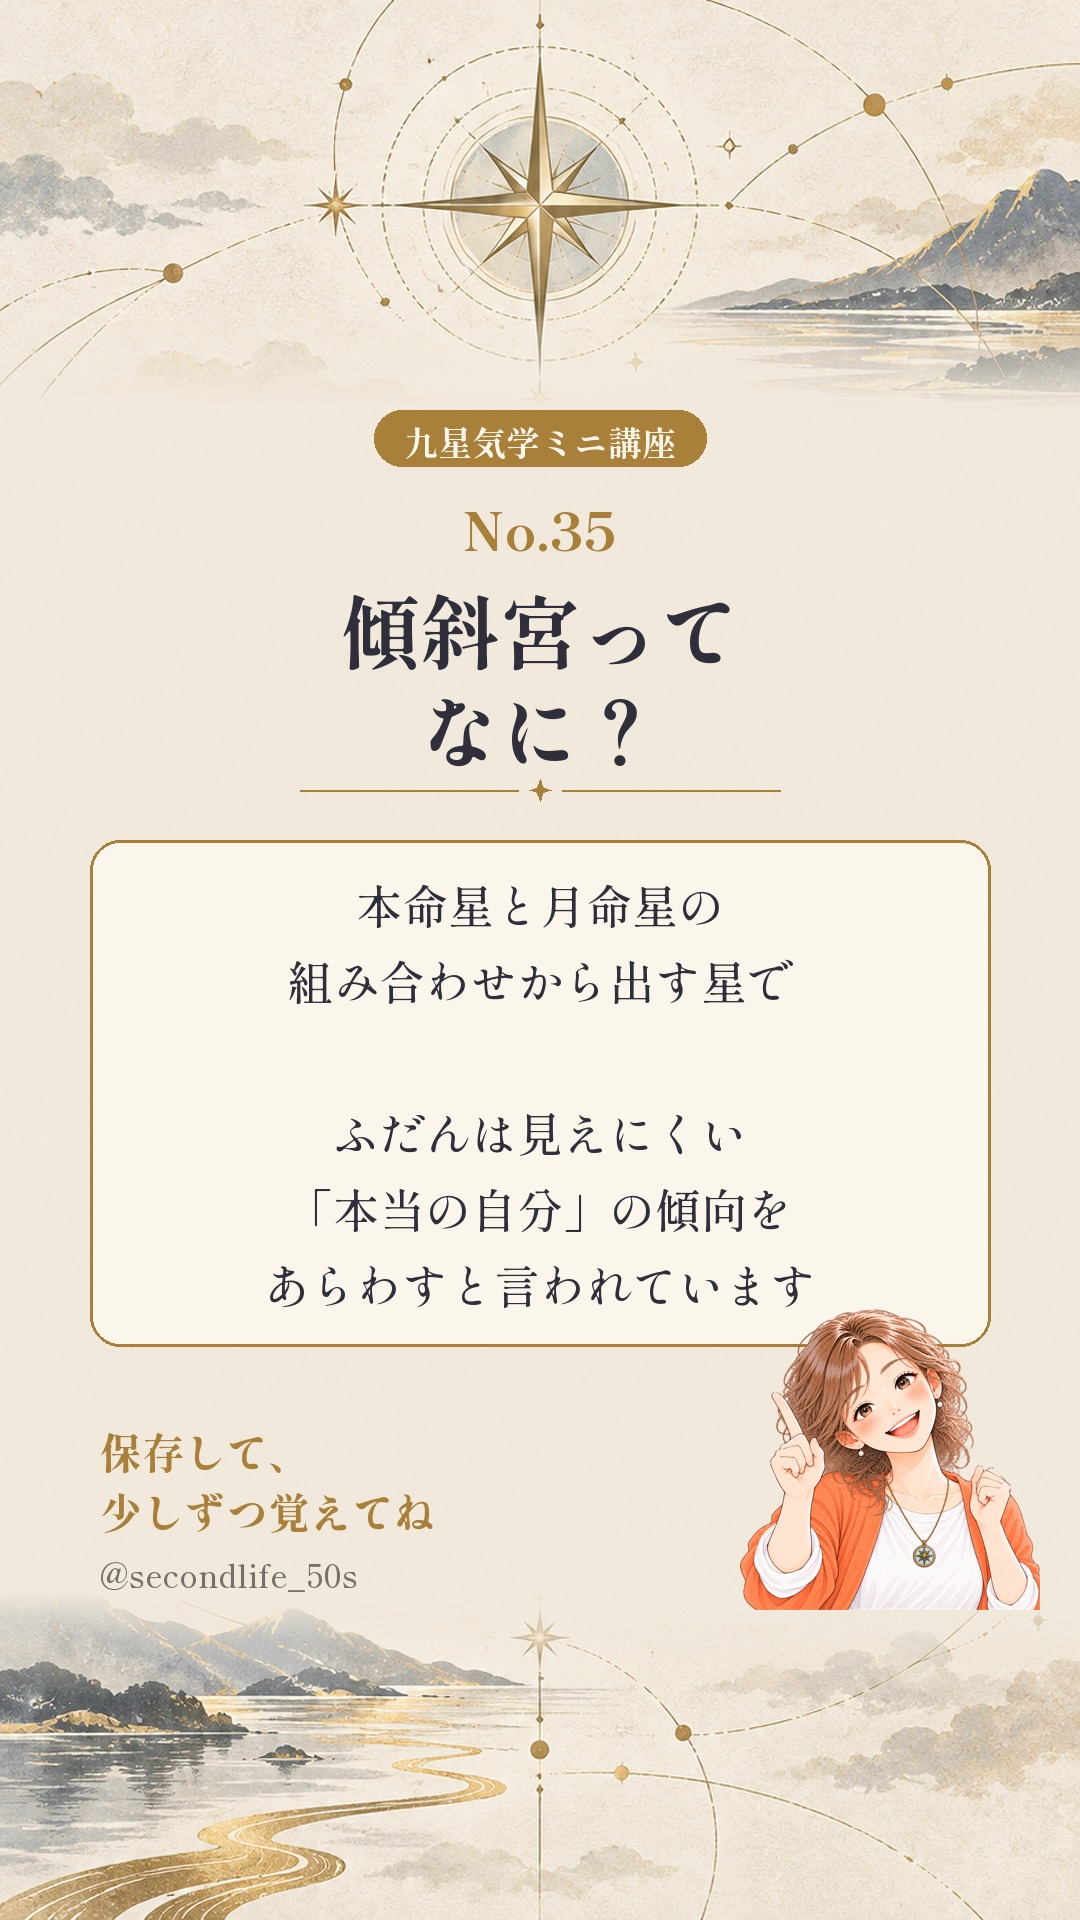 九星気学ミニ講座
No.35
傾斜宮って
なに？
本命星と月命星の
組み合わせから出す星で
ふだんは見えにくい
「本当の自分」の傾向を
あらわすと言われています
保存して、
少しずつ覚えてね
@secondlife_50s